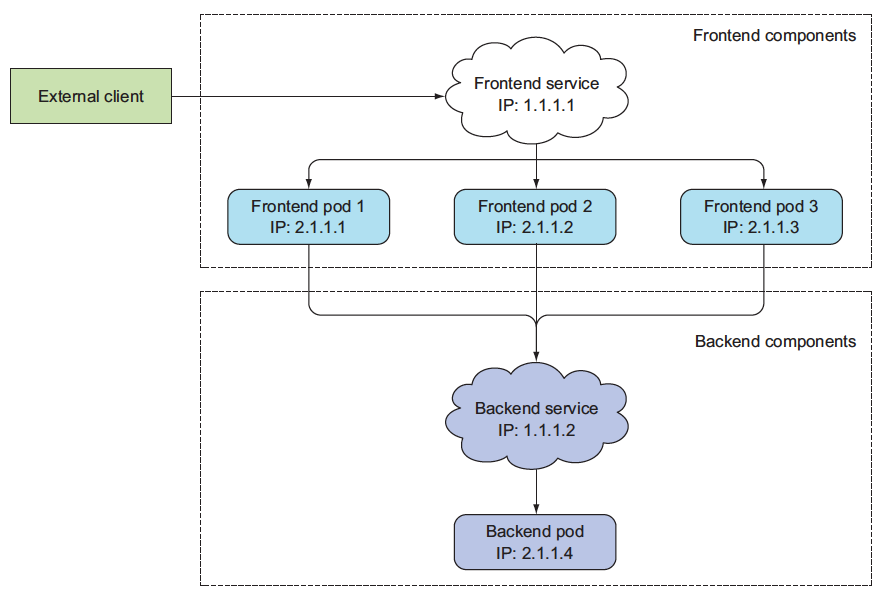 Frontend components
External client
Frontend service
IP: 1.1.1.1
Frontend pod 1
IP: 2.1.1.1
Frontend pod 2
IP: 2.1.1.2
Frontend pod 3
IP: 2.1.1.3
Backend components
Backend service
IP: 1.1.1.2
Backend pod
IP: 2.1.1.4